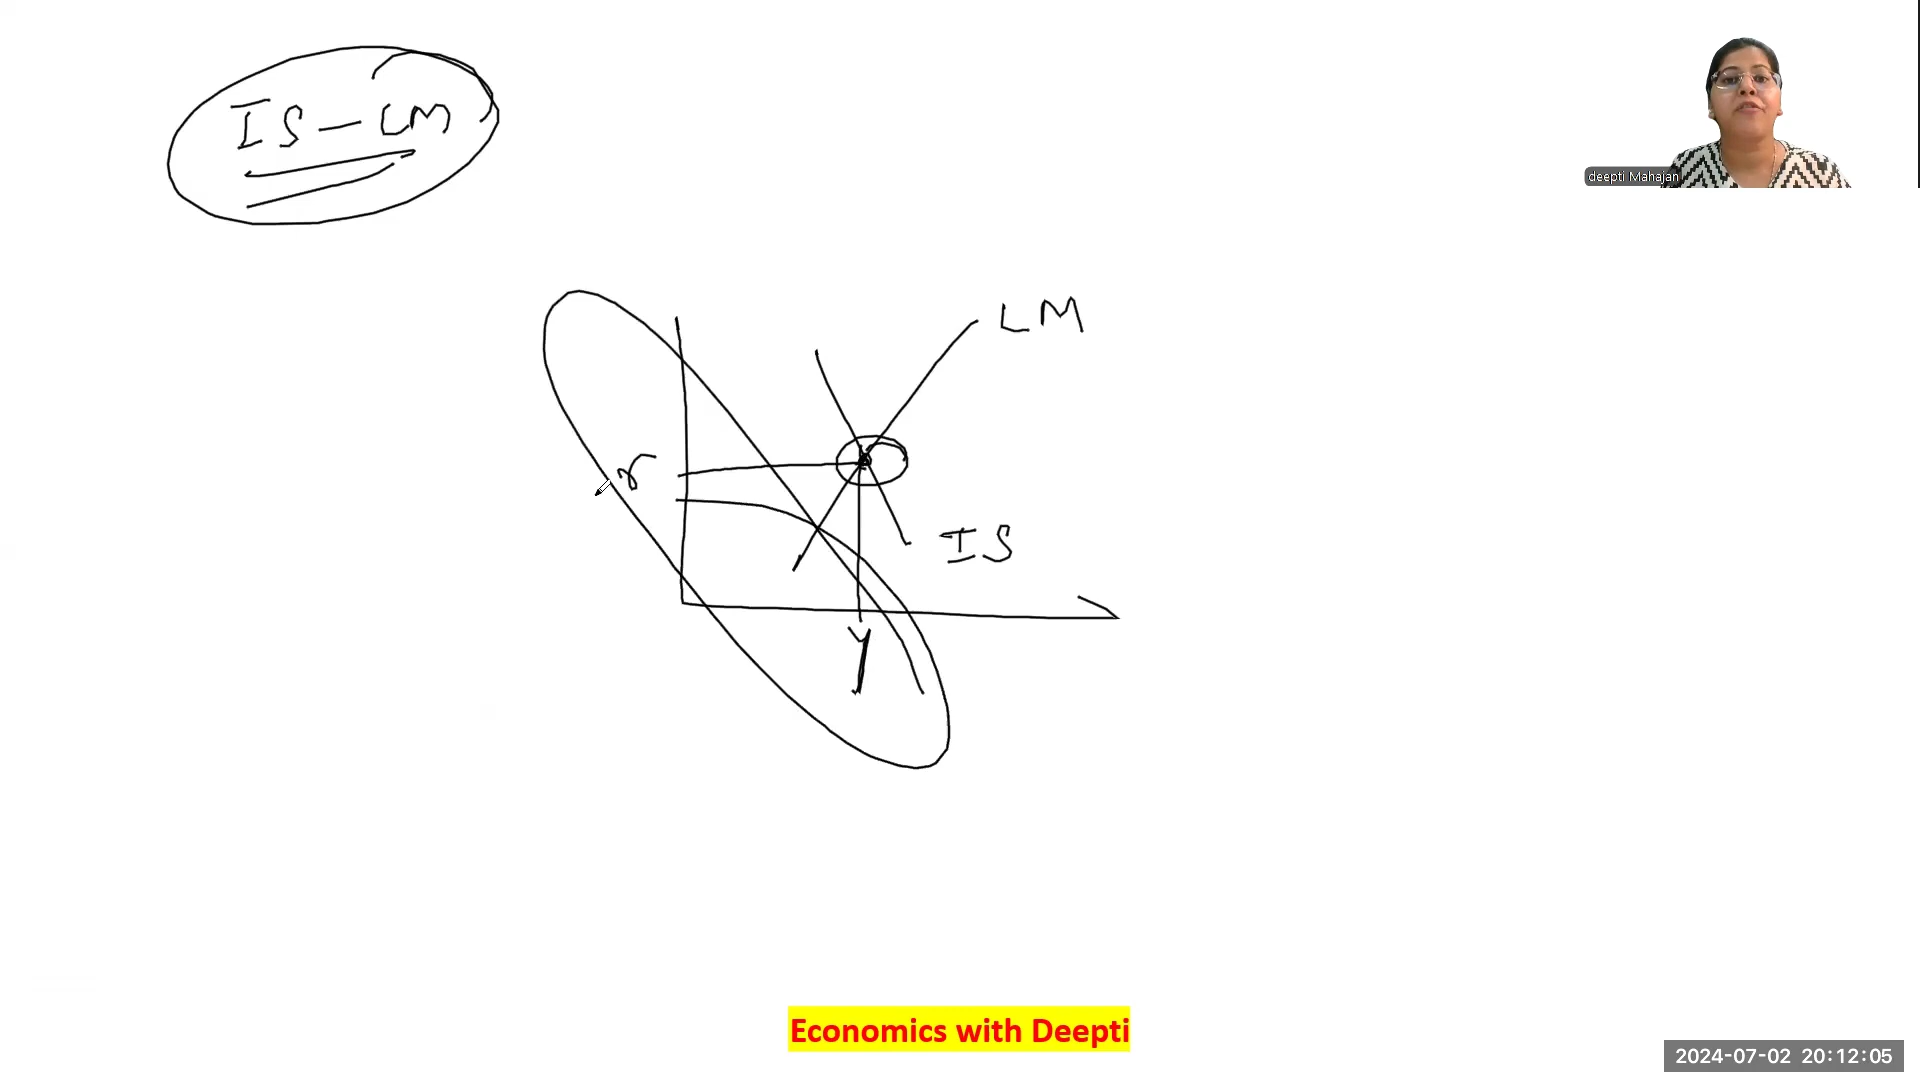 IS-LM
deepti Mahajan
LM
r
IS
y
Economics with Deepti
2024-07-02 20:12:05